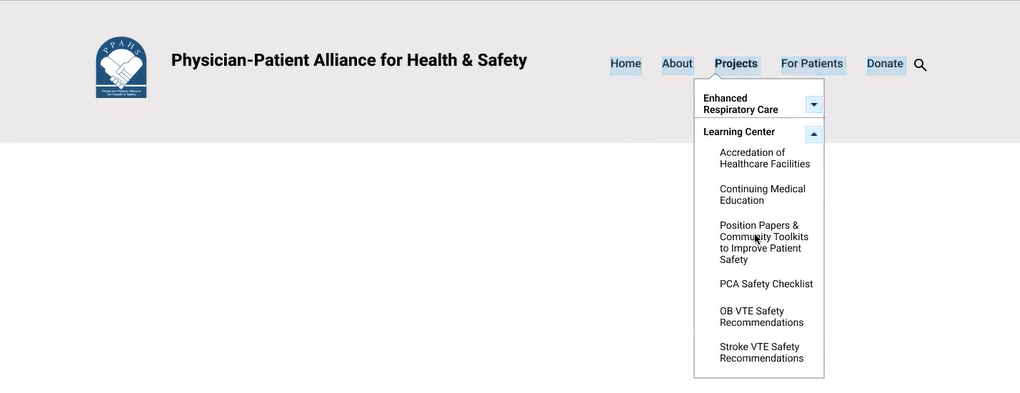 PPAHS
Physician-Patient Alliance
for Health & Safety
Physician-Patient Alliance for Health & Safety
Home About Projects For Patients Donate
Enhanced
Respiratory Care
Learning Center
Accredation of
Healthcare Facilities
Continuing Medical
Education
Position Papers &
Community Toolkits
to Improve Patient
Safety
PCA Safety Checklist
OB VTE Safety
Recommendations
Stroke VTE Safety
Recommendations